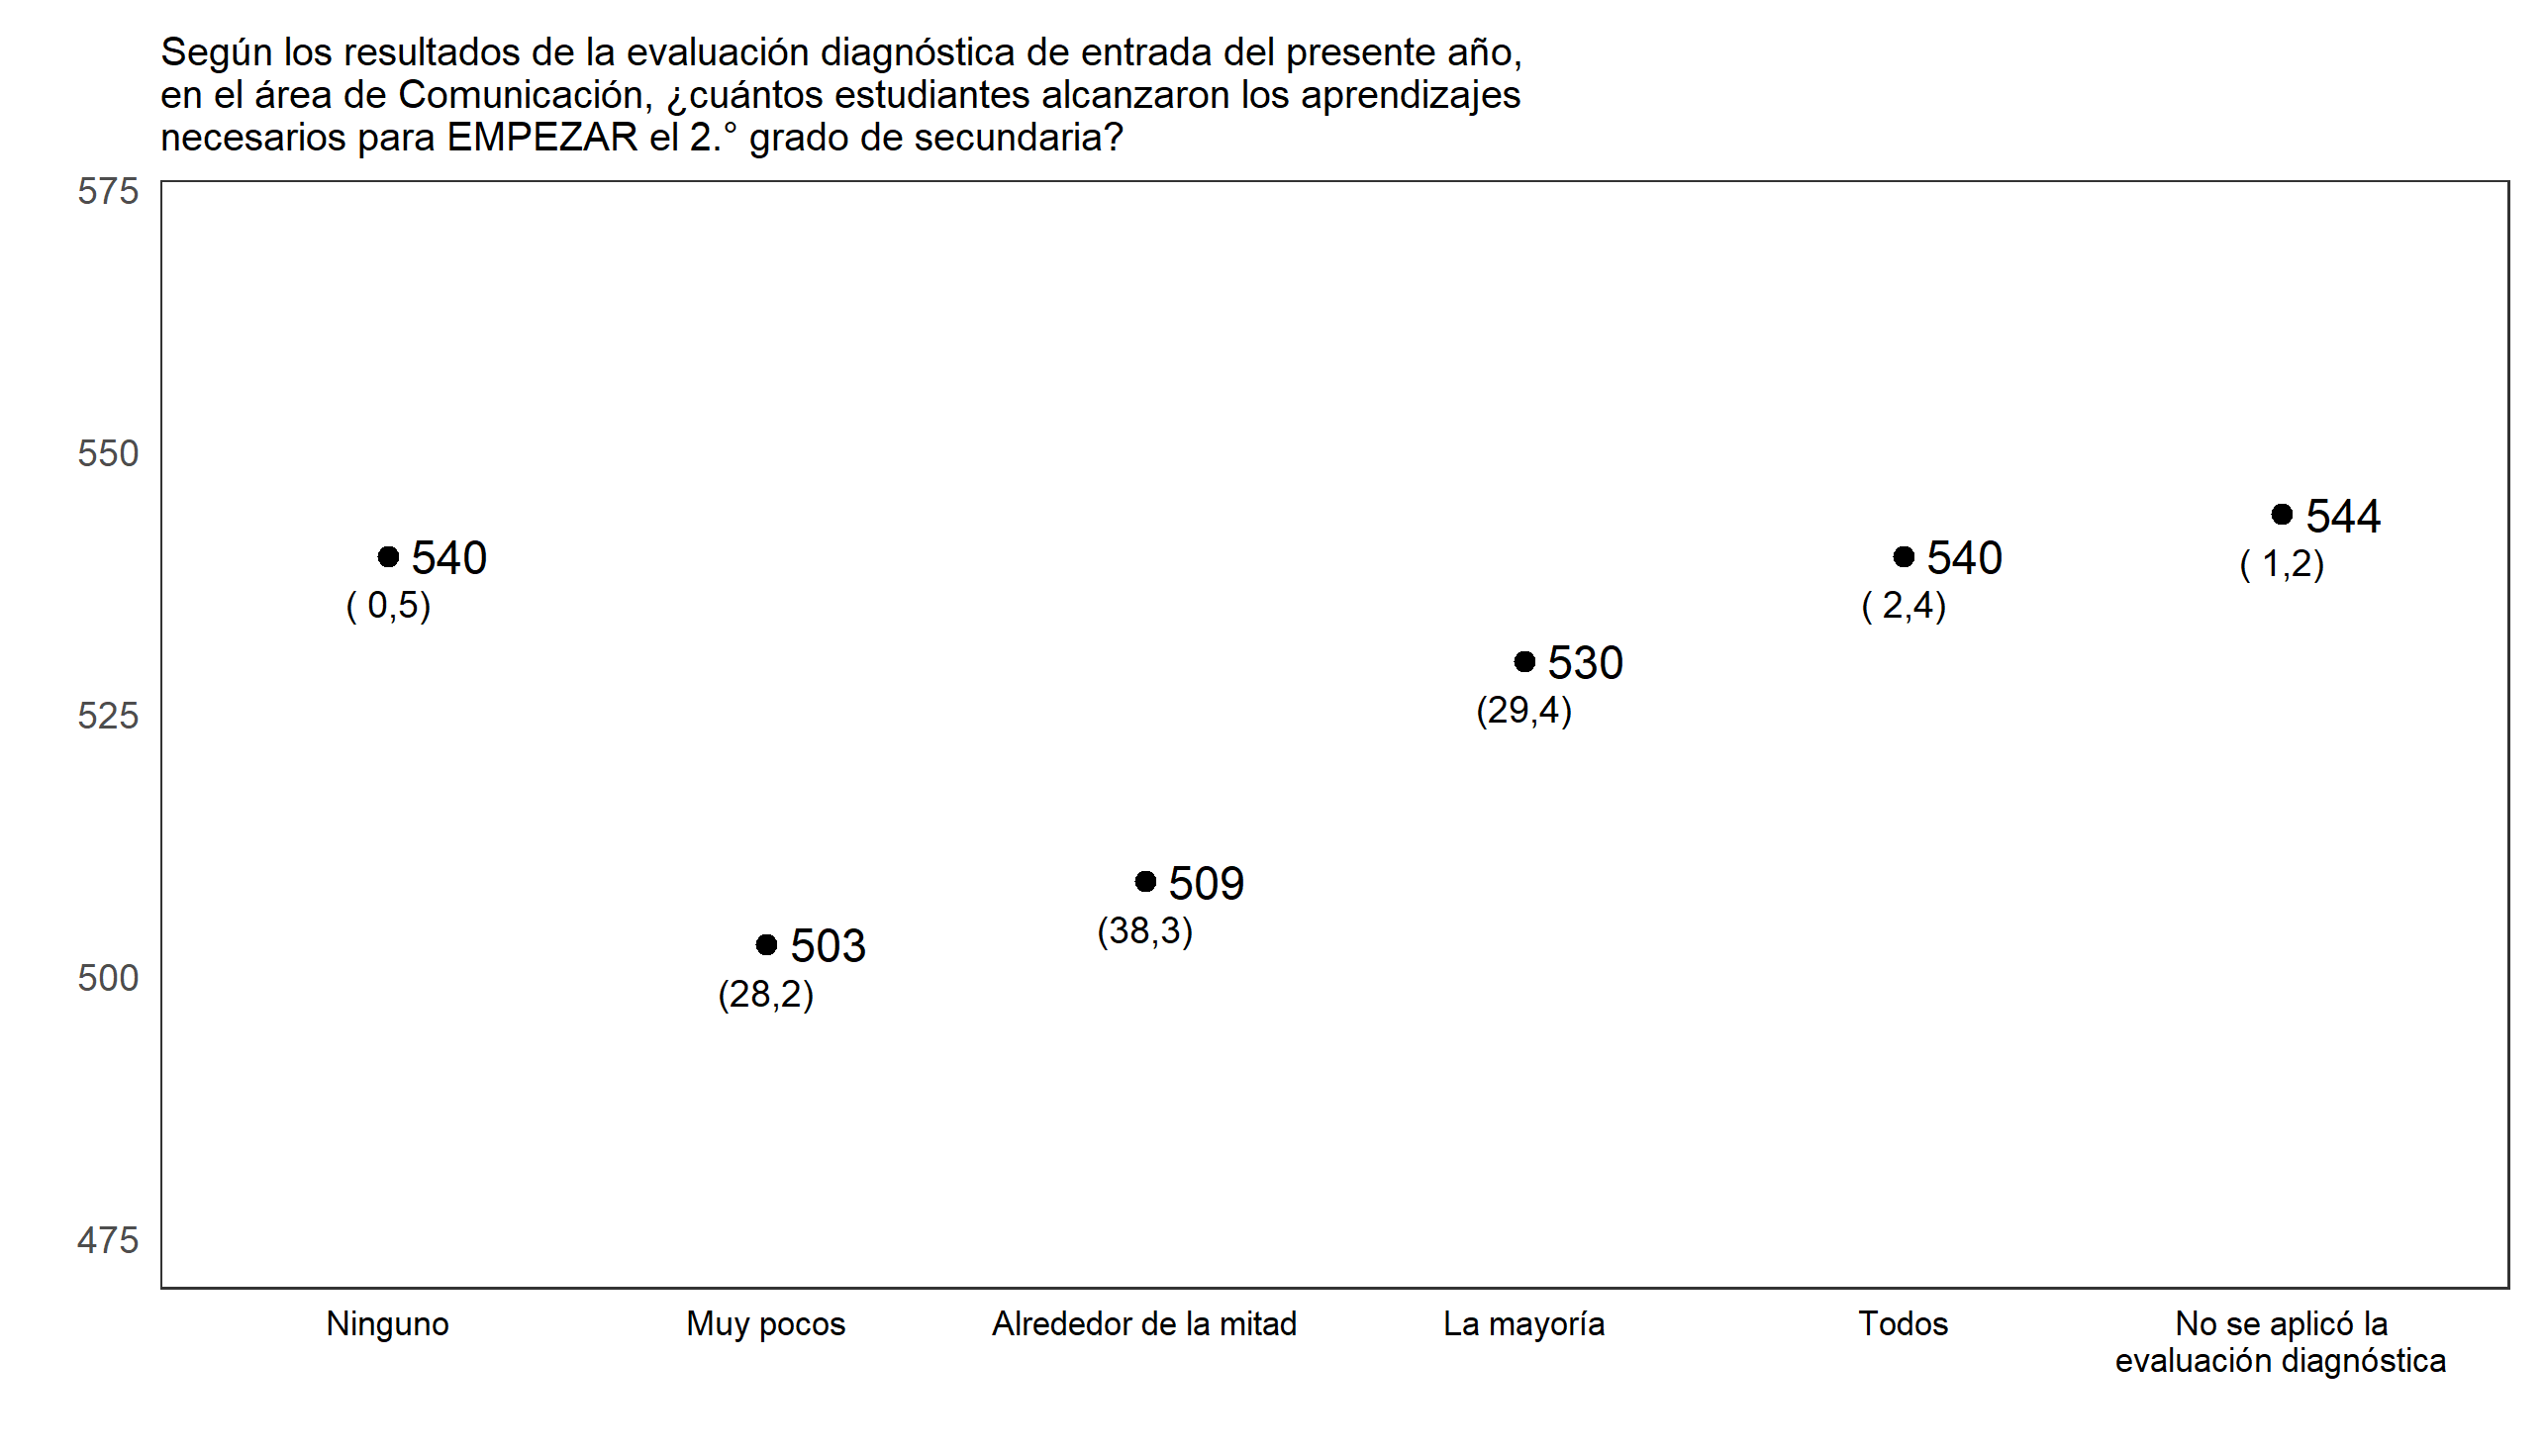 Según los resultados de la evaluación diagnóstica de entrada del presente año,
en el área de Comunicación, ¿cuántos estudiantes alcanzaron los aprendizajes
necesarios para EMPEZAR el 2.° grado de secundaria?
575
550
525
500
475
540
( 0,5)
503
(28,2)
509
(38,3)
530
(29,4)
540
( 2,4)
544
( 1,2)
Ninguno
Muy pocos
Alrededor de la mitad
La mayoría
Todos
No se aplicó la
evaluación diagnóstica